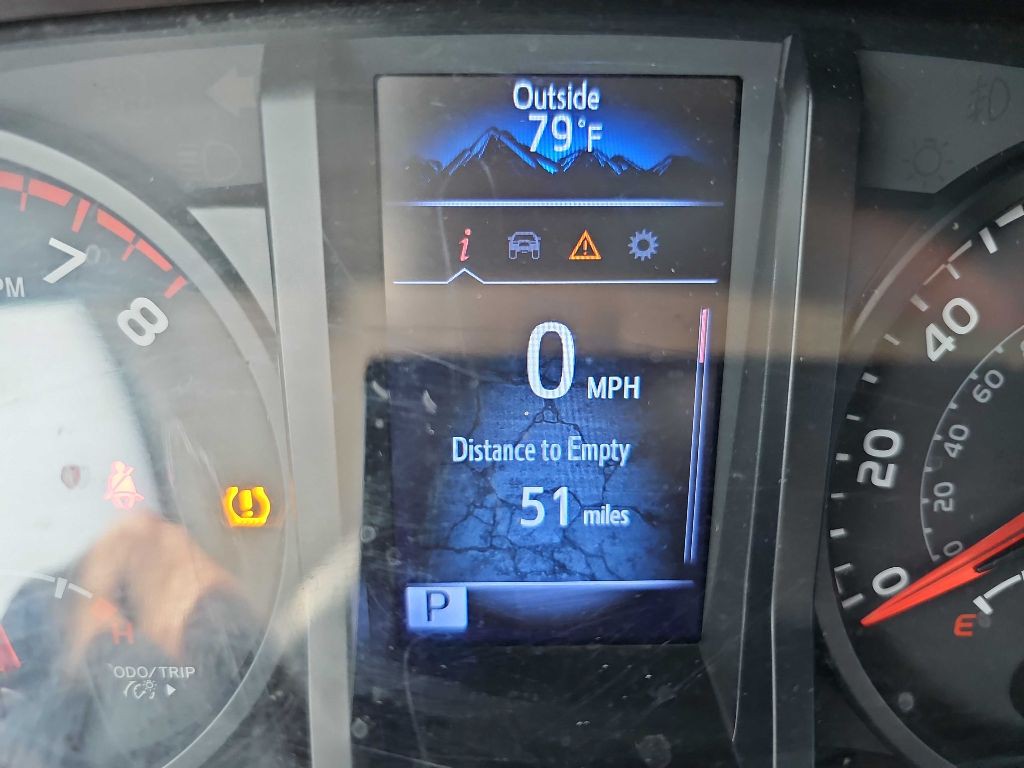 Outside
79°F
7
8
PM
0
MPH
Distance to Empty
51 miles
P
H
ODO/TRIP
40
20
0
60
40
20
0
E